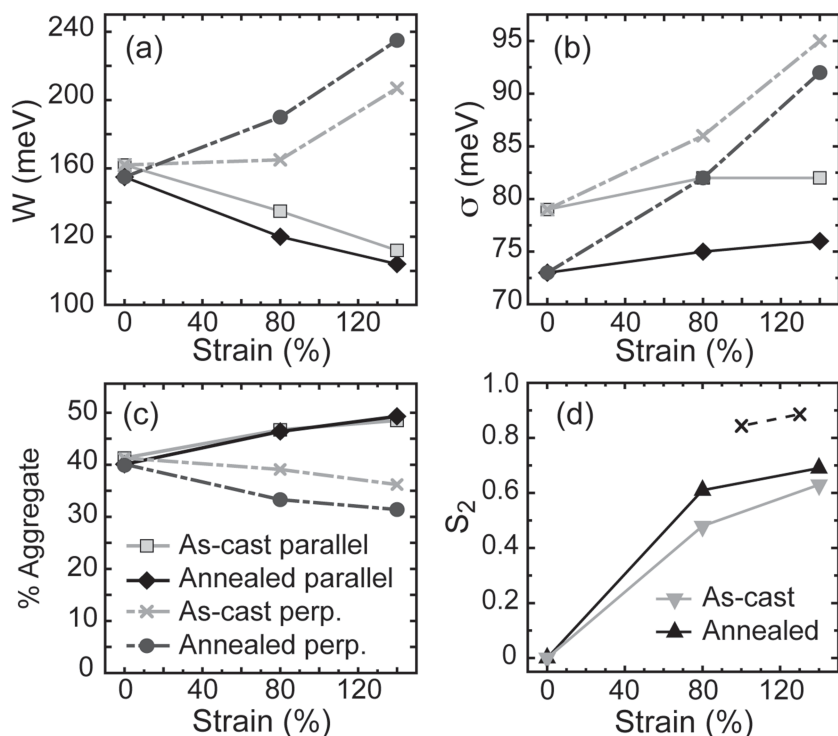 (a)
W (meV)
240
200
160
120
100
0
40
80
120
Strain (%)
(b)
σ (meV)
95
90
85
80
75
70
0
40
80
120
Strain (%)
(c)
% Aggregate
50
40
30
20
10
0
As-cast parallel
Annealed parallel
As-cast perp.
Annealed perp.
0
40
80
120
Strain (%)
(d)
S2
1.0
0.8
0.6
0.4
0.2
0
As-cast
Annealed
0
40
80
120
Strain (%)